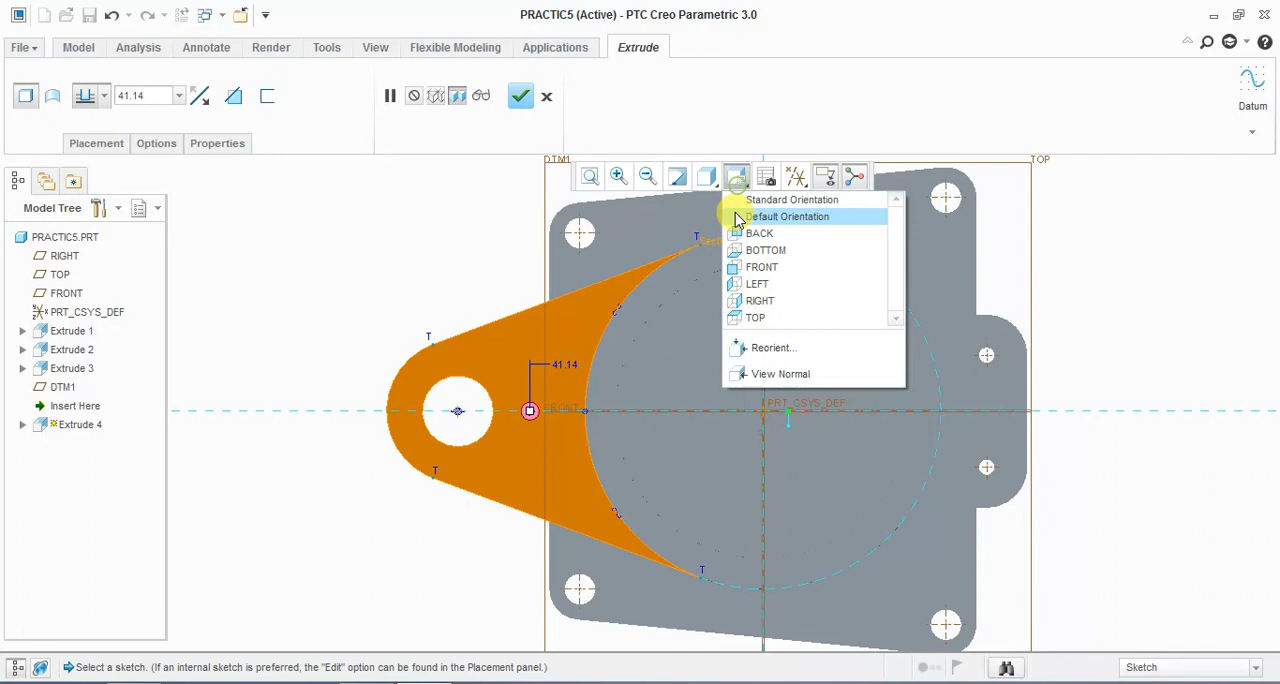 PRACTIC5 (Active) - PTC Creo Parametric 3.0
File Model Analysis Annotate Render Tools View Flexible Modeling Applications Extrude
41.14
Datum
Placement Options Properties
DTM1 TOP
Model Tree
Standard Orientation
Default Orientation
BACK
BOTTOM
FRONT
LEFT
RIGHT
TOP
Reorient...
View Normal
PRACTIC5.PRT
RIGHT
TOP
FRONT
PRT_CSYS_DEF
Extrude 1
Extrude 2
Extrude 3
DTM1
Insert Here
Extrude 4
T
T
41.14
FRONT
PRT_CSYS_DEF
T
T
Select a sketch. (If an internal sketch is preferred, the "Edit" option can be found in the Placement panel.)
Sketch